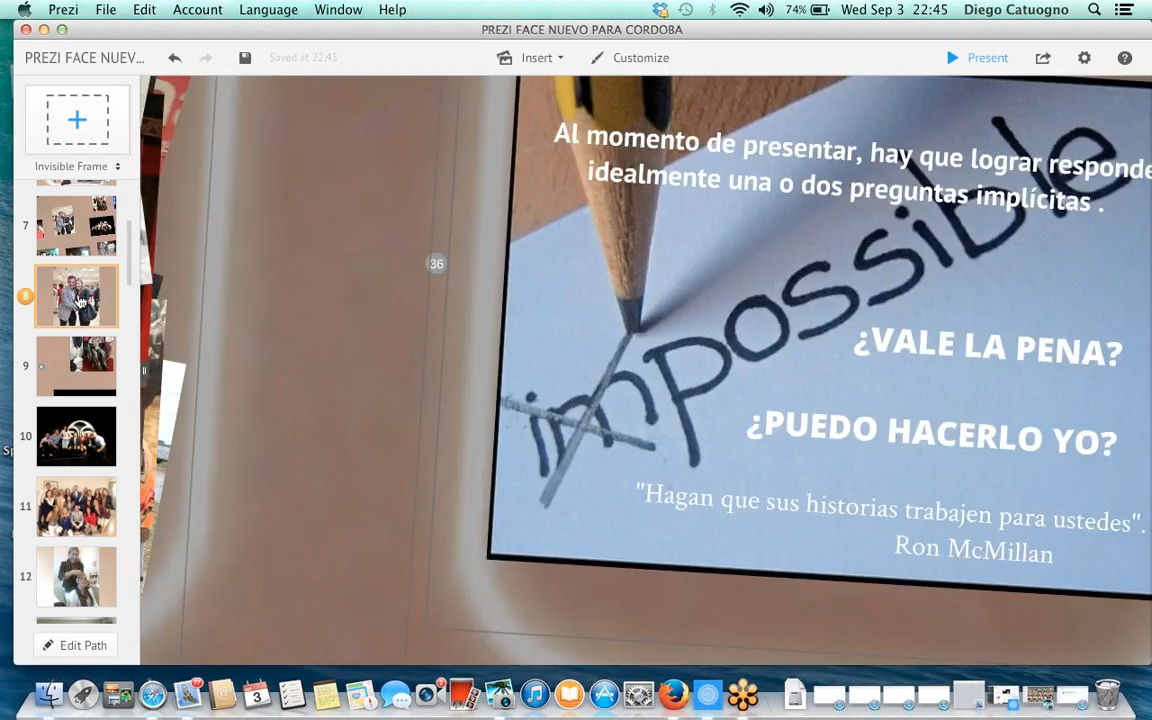 Prezi File Edit Account Language Window Help 74% Wed Sep 3 22:45 Diego Catuogno
PREZI FACE NUEVO PARA CORDOBA
PREZI FACE NUEV... Saved at 22:45 Insert Customize Present
Invisible Frame
7
8
9
10
11
12
Edit Path
36
Al momento de presentar, hay que lograr responde
idealmente una o dos preguntas implícitas .
impossible
¿VALE LA PENA?
¿PUEDO HACERLO YO?
"Hagan que sus historias trabajen para ustedes".
Ron McMillan